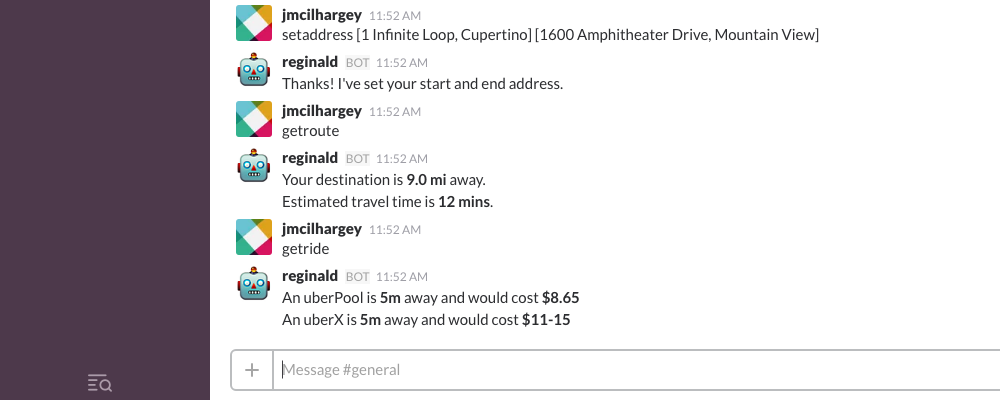 jmcilhargey 11:52 AM
setaddress [1 Infinite Loop, Cupertino] [1600 Amphitheater Drive, Mountain View]
reginald BOT 11:52 AM
Thanks! I've set your start and end address.
jmcilhargey 11:52 AM
getroute
reginald BOT 11:52 AM
Your destination is 9.0 mi away.
Estimated travel time is 12 mins.
jmcilhargey 11:52 AM
getride
reginald BOT 11:52 AM
An uberPool is 5m away and would cost $8.65
An uberX is 5m away and would cost $11-15
Message #general